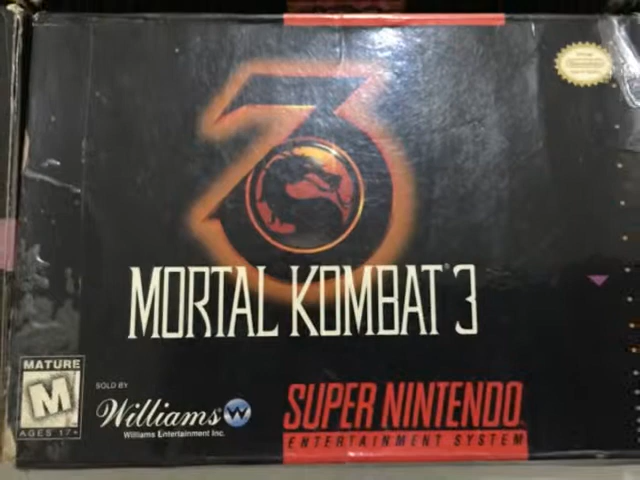 3
MORTAL KOMBAT® 3
MATURE
M
AGES 17+
SOLD BY
Williams W
Williams Entertainment Inc.
SUPER NINTENDO
ENTERTAINMENT SYSTEM